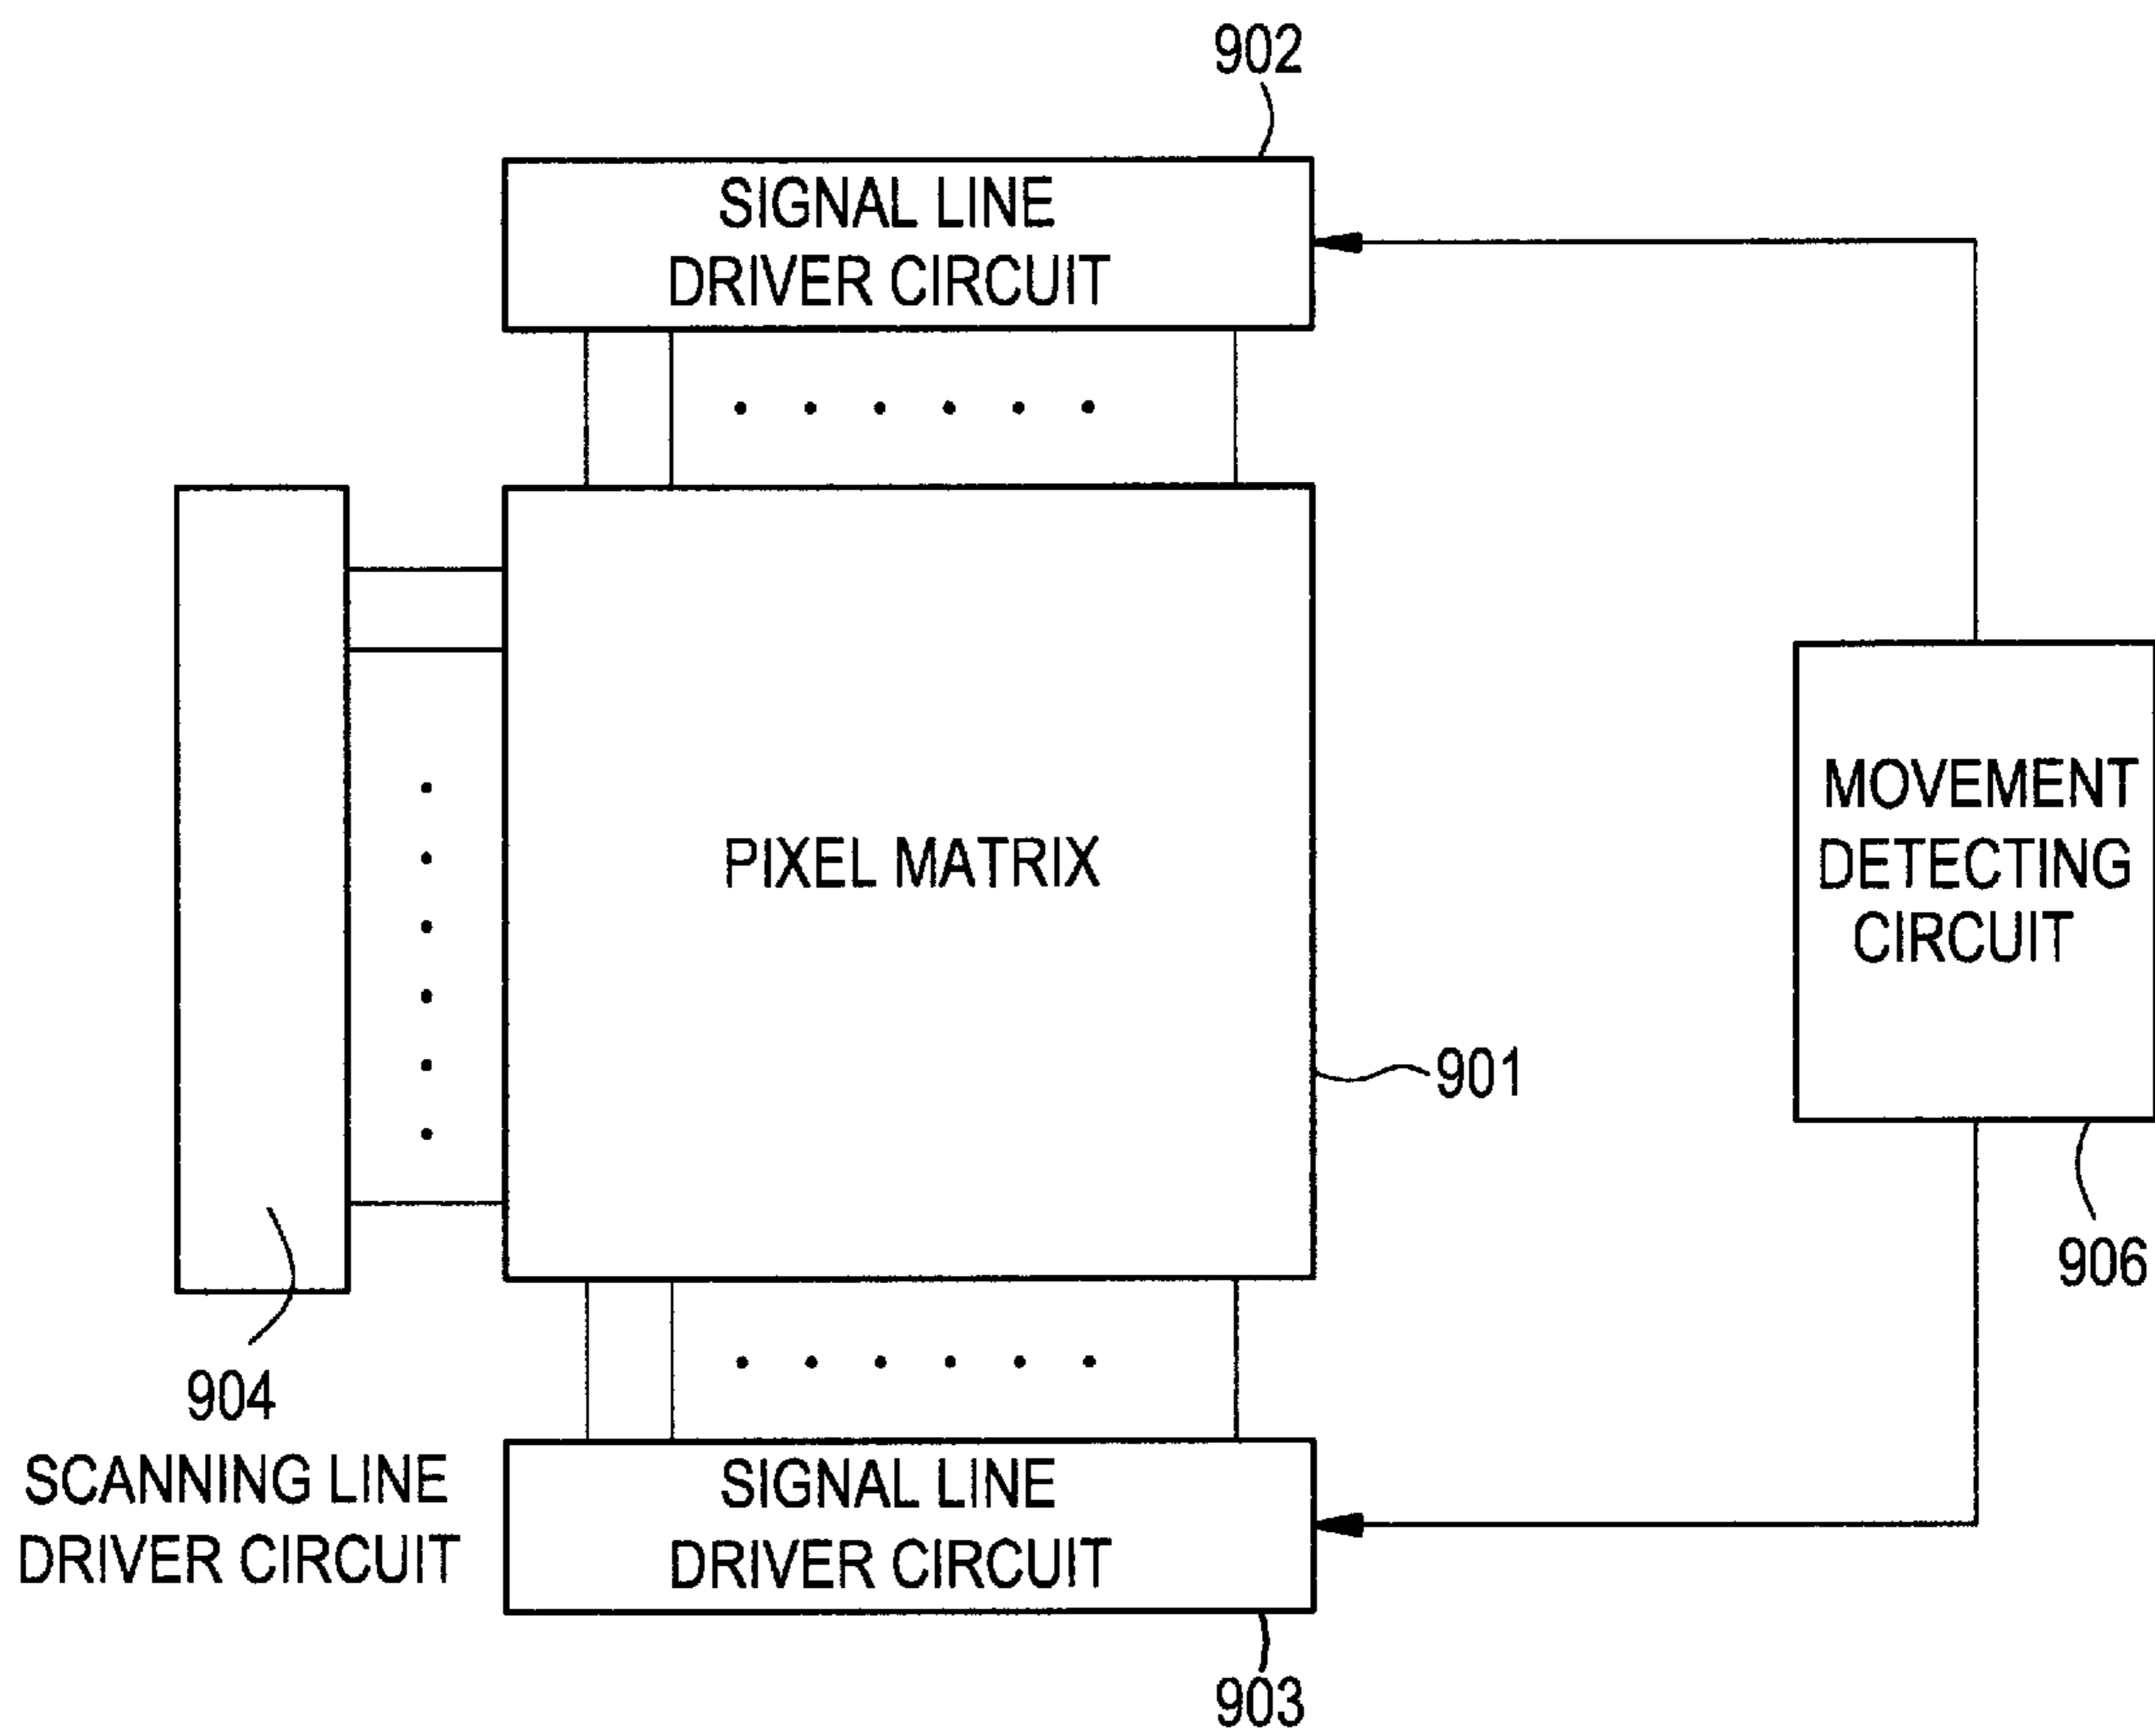 902
SIGNAL LINE
DRIVER CIRCUIT
PIXEL MATRIX
MOVEMENT
DETECTING
CIRCUIT
901
906
904
SCANNING LINE
DRIVER CIRCUIT
SIGNAL LINE
DRIVER CIRCUIT
903